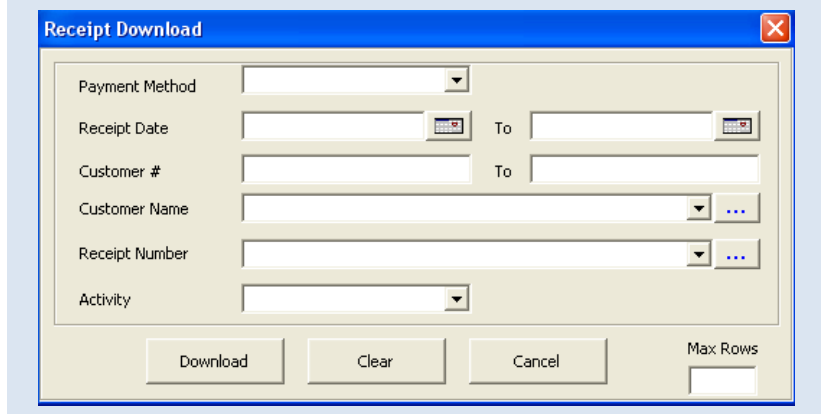 Receipt Download
Payment Method
Receipt Date To
Customer # To
Customer Name ...
Receipt Number ...
Activity
Download Clear Cancel Max Rows